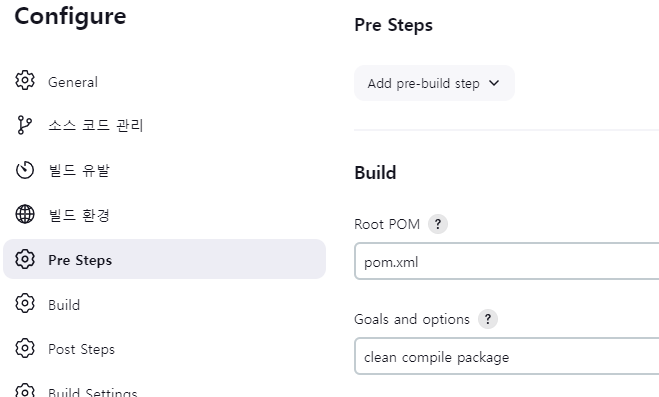 Configure
General
소스 코드 관리
빌드 유발
빌드 환경
Pre Steps
Build
Post Steps
Build Settings
Pre Steps
Add pre-build step
Build
Root POM ?
pom.xml
Goals and options ?
clean compile package